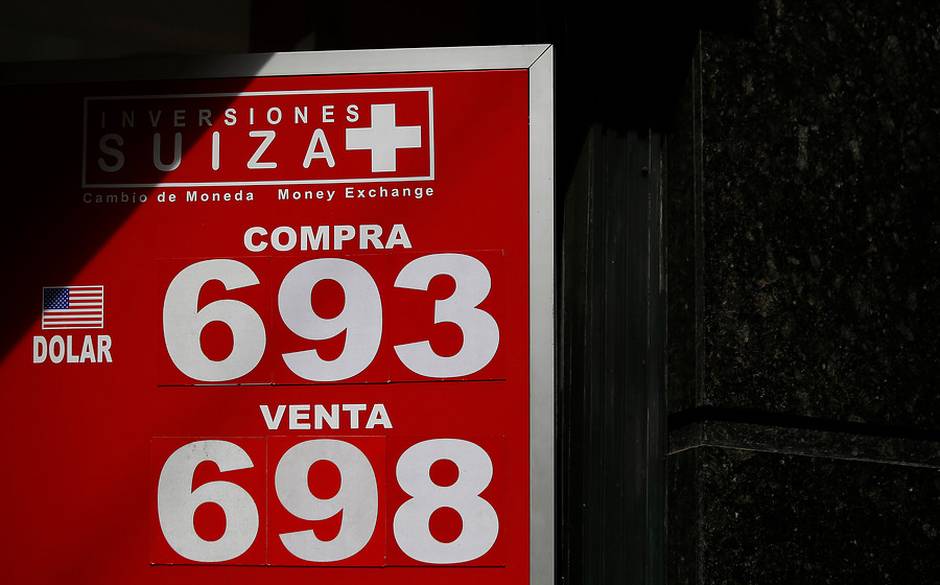 INVERSIONES
SUIZA
Cambio de Moneda Money Exchange
COMPRA
693
DOLAR
VENTA
698